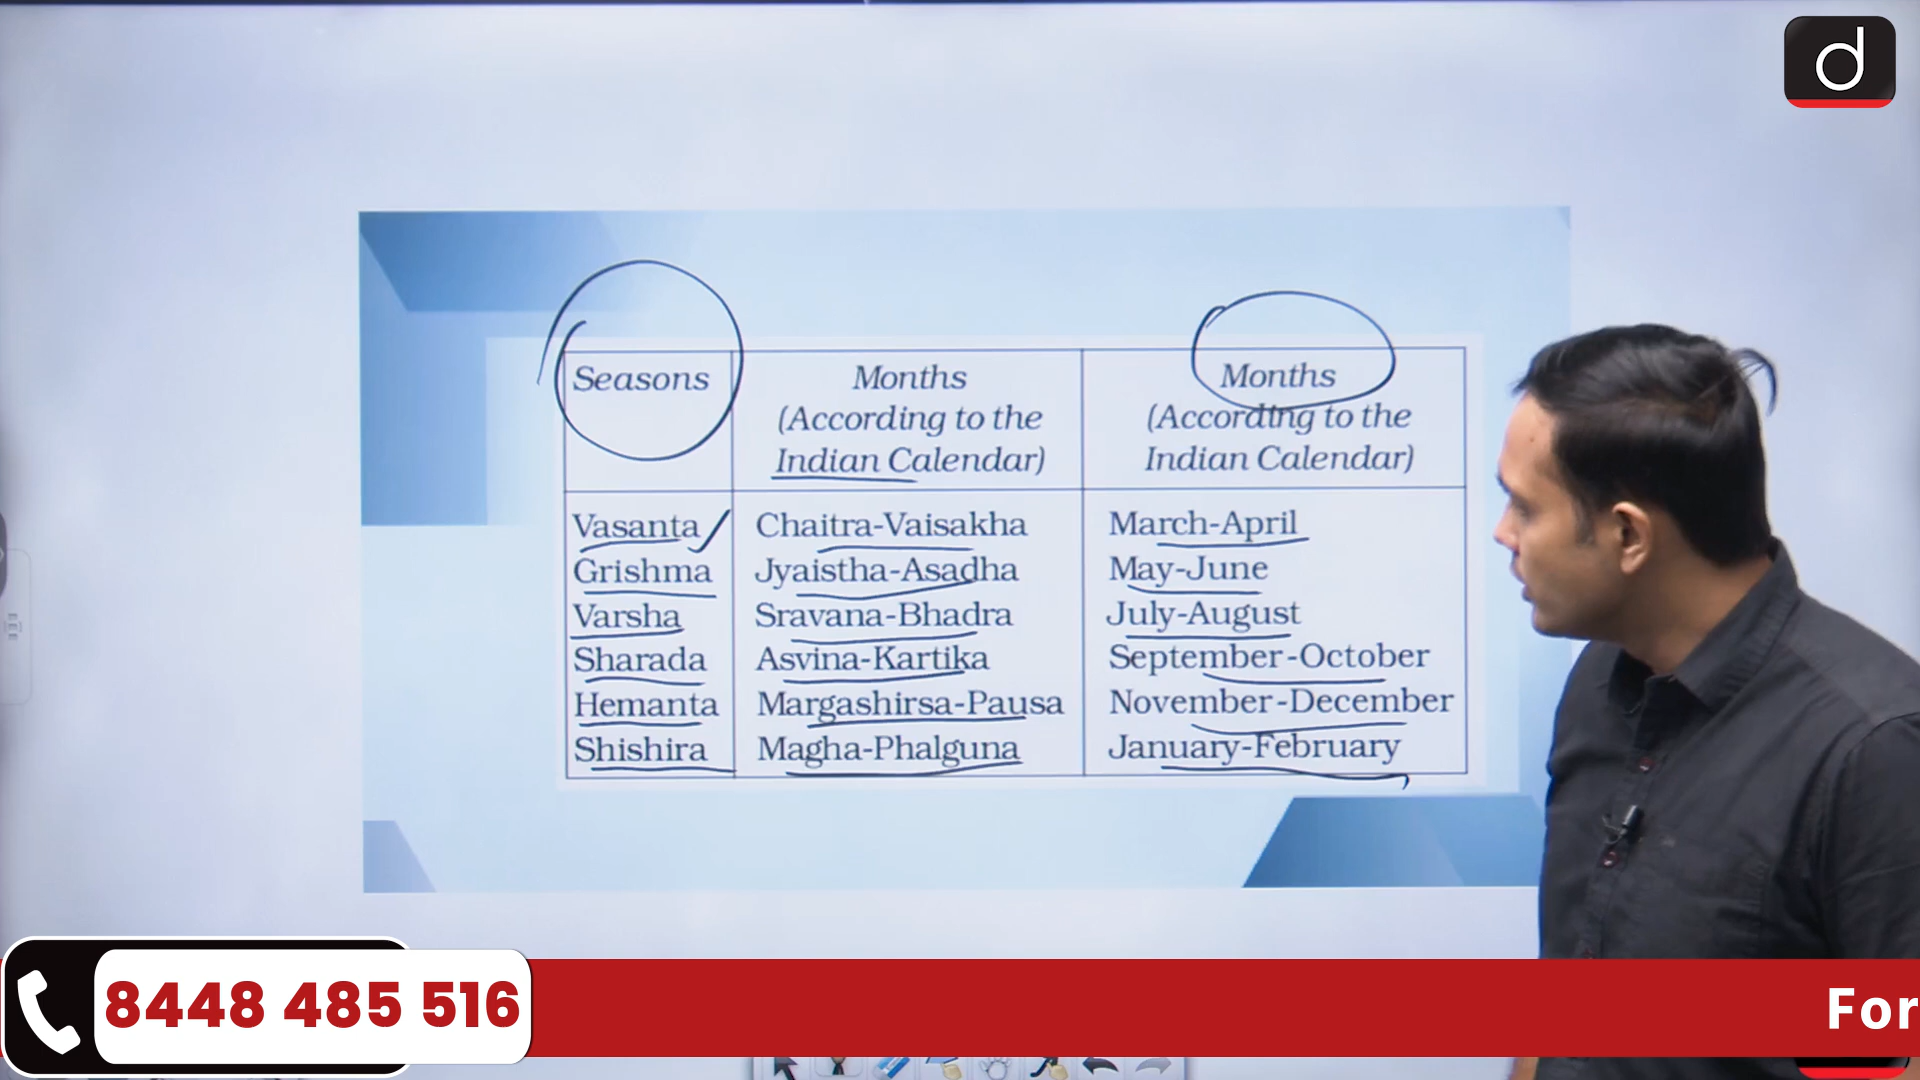 d
Seasons
Months
(According to the
Indian Calendar)
Months
(According to the
Indian Calendar)
Vasanta Chaitra-Vaisakha March-April
Grishma Jyaistha-Asadha May-June
Varsha Sravana-Bhadra July-August
Sharada Asvina-Kartika September-October
Hemanta Margashirsa-Pausa November-December
Shishira Magha-Phalguna January-February
8448 485 516
For